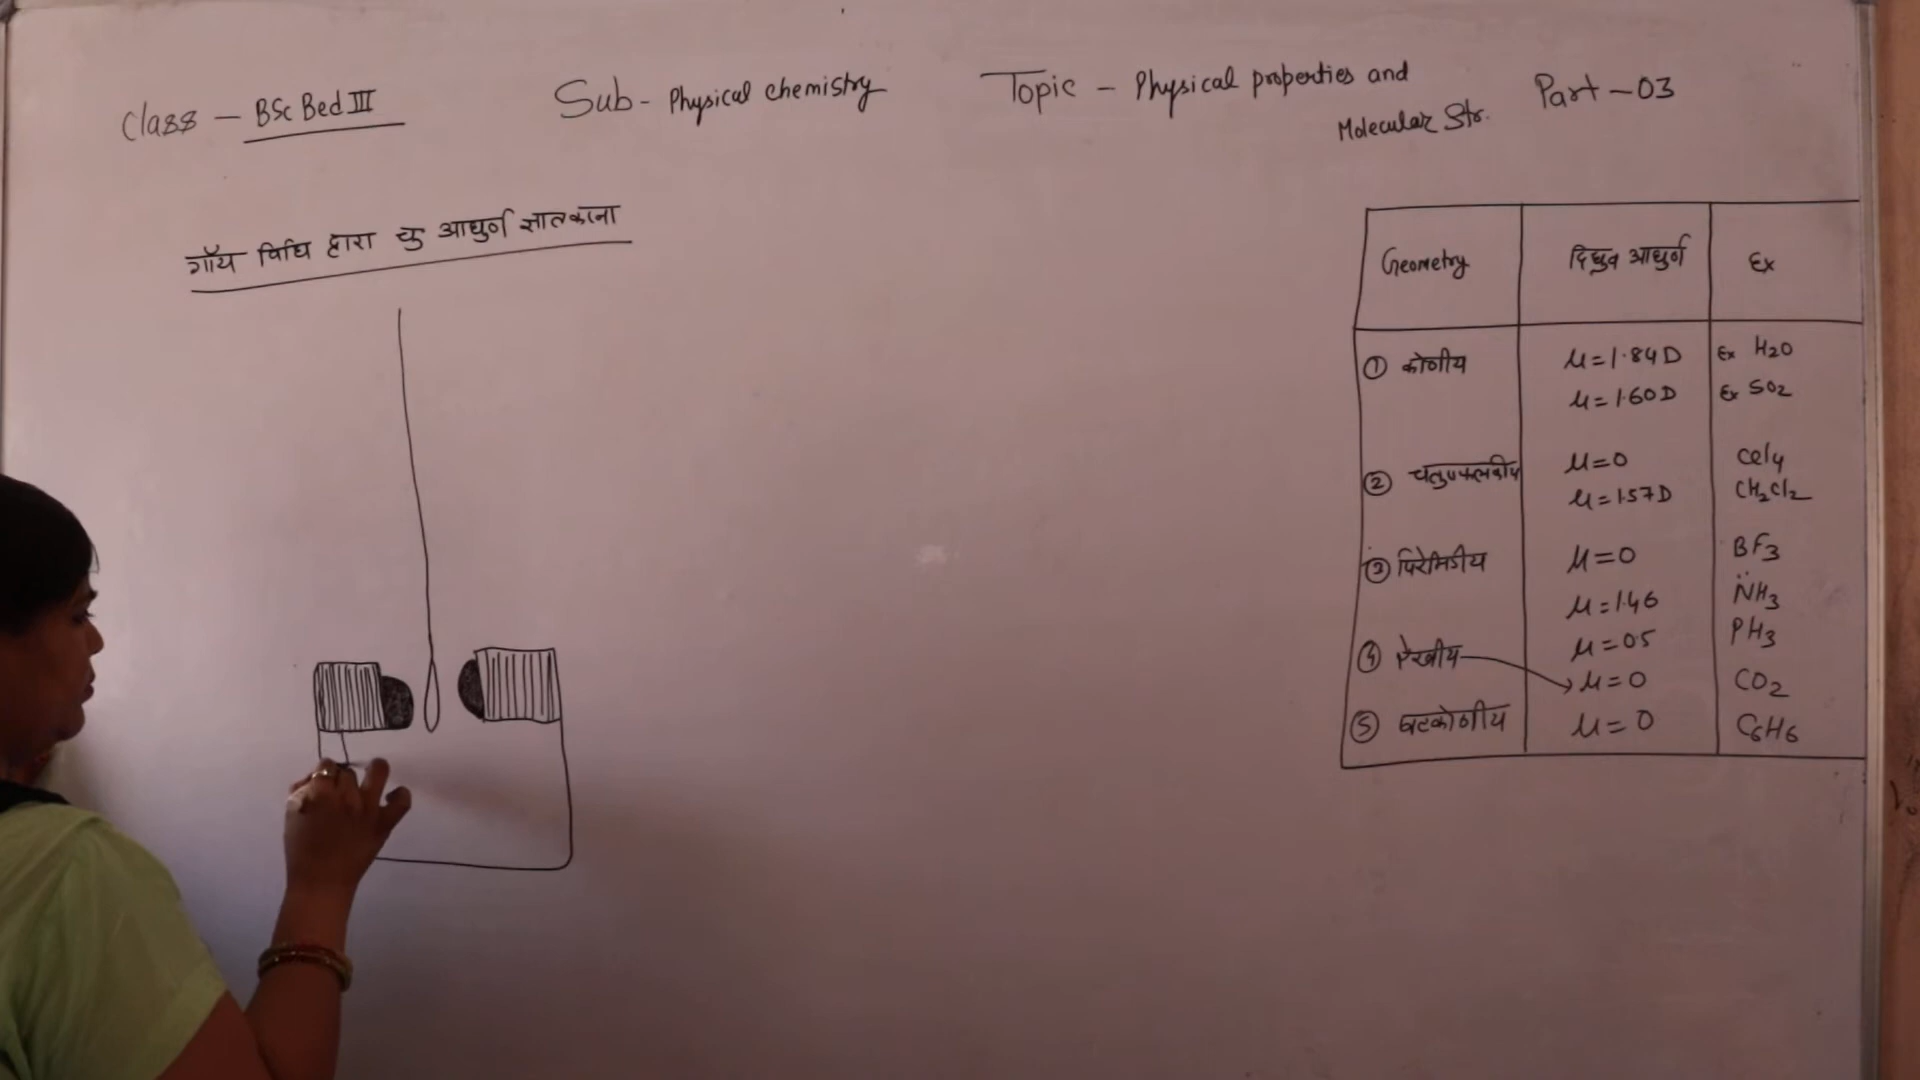 Class - BSc Bed III
Sub - Physical chemistry
Topic - Physical properties and
Molecular Str.
Part - 03
गॉय विधि द्वारा चु आघुर्ण ज्ञातकरना
Geometry द्विध्रुव आघुर्ण Ex
① कोणीय μ = 1.84 D Ex H2O
μ = 1.60 D Ex SO2
② चतुष्फलकीय μ = 0 CCl4
μ = 1.57 D CH2Cl2
③ पिरेमिडीय μ = 0 BF3
μ = 1.46 N̈H3
μ = 0.5 PH3
④ रेखीय → μ = 0 CO2
⑤ षटकोणीय μ = 0 C6H6